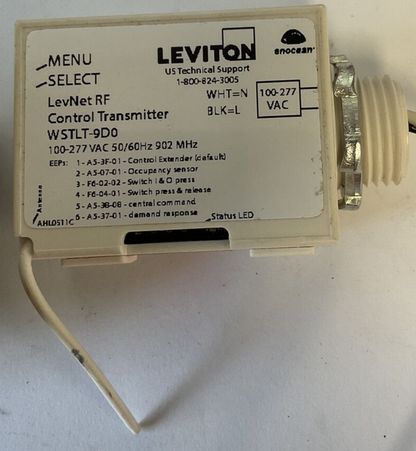 MENU
SELECT
LEVITON
enocean
US Technical Support
1-800-824-3005
LevNet RF
Control Transmitter
WSTLT-9D0
WHT=N
BLK=L
100-277
VAC
100-277 VAC 50/60Hz 902 MHz
EEPs: 1 - A5-3F-01 - Control Extender (default)
2 - A5-07-01 - Occupancy sensor
3 - F6-02-02 - Switch I & O press
4 - F6-04-01 - Switch press & release
5 - A5-38-08 - central command
6 - A5-37-01 - demand response
Antenna
AHL0511C
Status LED